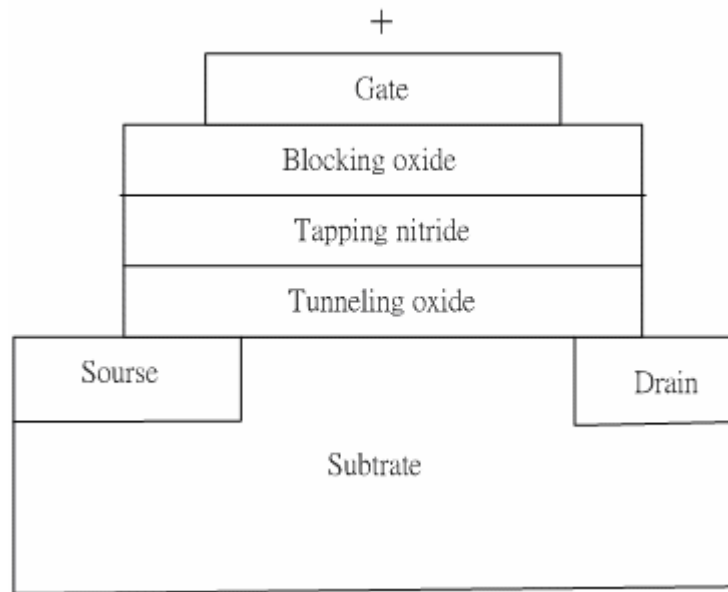 +
Gate
Blocking oxide
Tapping nitride
Tunneling oxide
Sourse
Drain
Subtrate